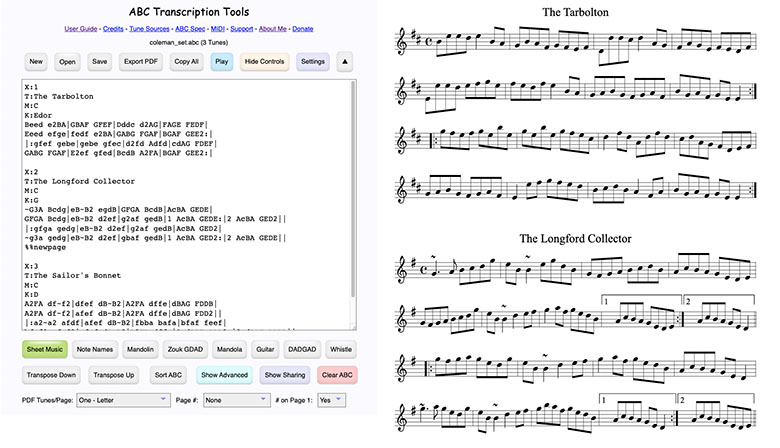 ABC Transcription Tools
User Guide - Credits - Tune Sources - ABC Spec - MIDI - Support - About Me - Donate
coleman_set.abc (3 Tunes)
New Open Save Export PDF Copy All Play Hide Controls Settings ▲
X:1
T:The Tarbolton
M:C
K:Edor
Beed e2BA|GBAF GFEF|Dddc d2AG|FAGE FEDF|
Eeed efge|fedf e2BA|GABG FGAF|BGAF GEE2:|
|:gfef gebe|gebe gfec|d2fd Adfd|cdAG FDEF|
GABG FGAF|E2ef gfed|BcdB A2FA|BGAF GEE2:|
X:2
T:The Longford Collector
M:C
K:G
~G3A Bcdg|eB~B2 egdB|GFGA BcdB|AcBA GEDE|
GFGA Bcdg|eB~B2 d2ef|g2af gedB|1 AcBA GEDE:|2 AcBA GED2||
|:gfga gedg|eB~B2 d2ef|g2af gedB|AcBA GED2|
~g3a gedg|eB~B2 d2ef|gbaf gedB|1 AcBA GED2:|2 AcBA GEDE||
%%newpage
X:3
T:The Sailor's Bonnet
M:C
K:D
A2FA df~f2|afef dB~B2|A2FA dffe|dBAG FDDB|
A2FA df~f2|afef dB~B2|A2FA dffe|dBAG FDD2||
|:a2~a2 afdf|afef dB~B2|fbba bafa|bfaf feef|
Sheet Music Note Names Mandolin Zouk GDAD Mandola Guitar DADGAD Whistle
Transpose Down Transpose Up Sort ABC Show Advanced Show Sharing Clear ABC
PDF Tunes/Page: One - Letter Page #: None # on Page 1: Yes
The Tarbolton
The Longford Collector
1 2
1 2